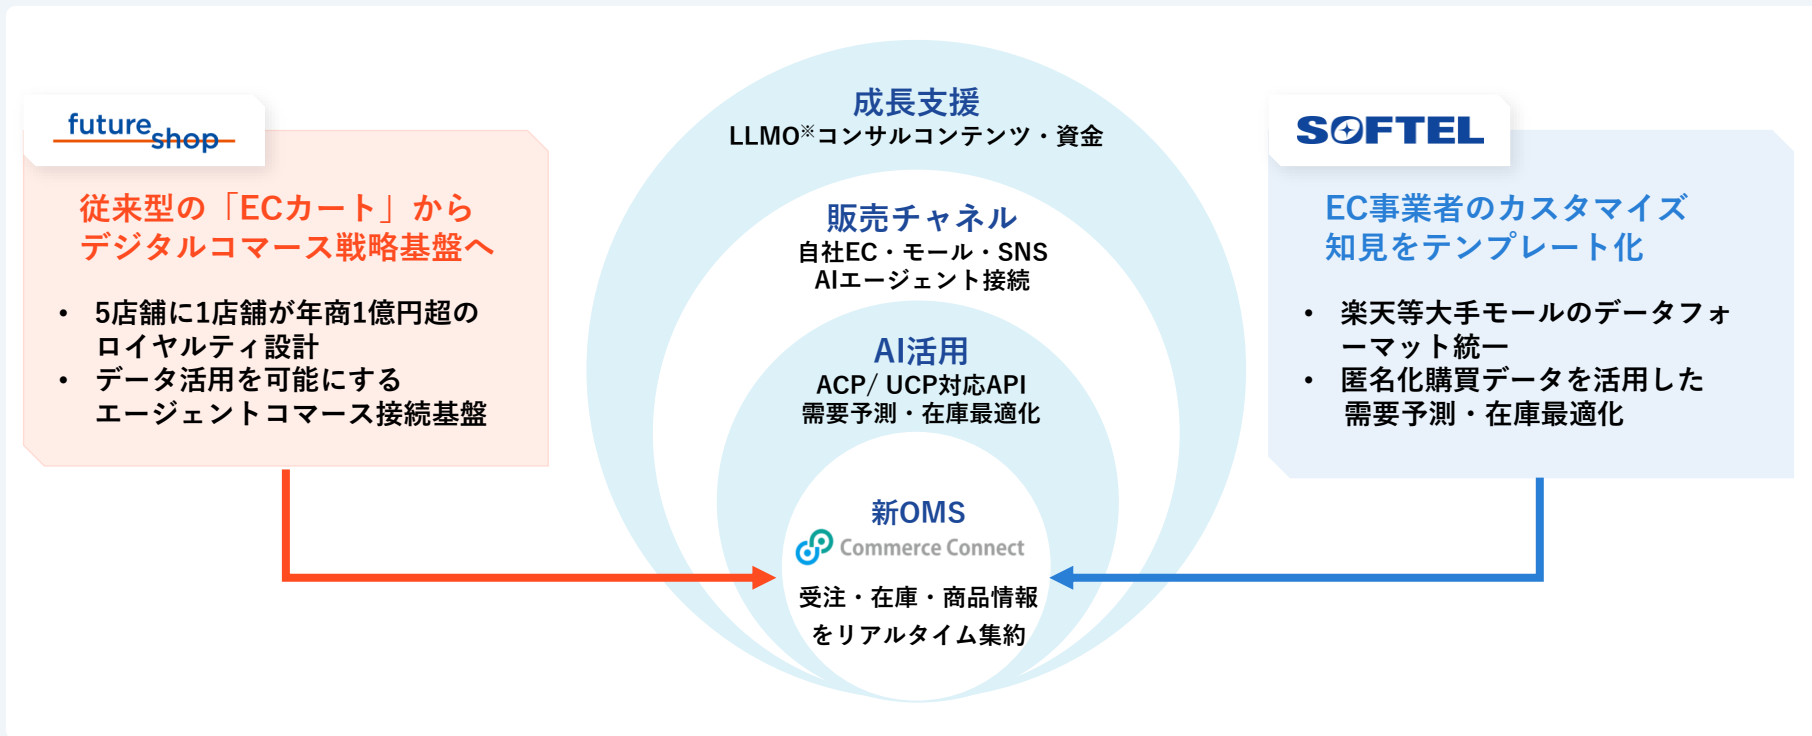 future
shop
従来型の「ECカート」から
デジタルコマース戦略基盤へ
• 5店舗に1店舗が年商1億円超の
ロイヤルティ設計
• データ活用を可能にする
エージェントコマース接続基盤
成長支援
LLMO※コンサルコンテンツ・資金
販売チャネル
自社EC・モール・SNS
AIエージェント接続
AI活用
ACP/ UCP対応API
需要予測・在庫最適化
新OMS
Commerce Connect
受注・在庫・商品情報
をリアルタイム集約
SOFTEL
EC事業者のカスタマイズ
知見をテンプレート化
• 楽天等大手モールのデータフォ
ーマット統一
• 匿名化購買データを活用した
需要予測・在庫最適化